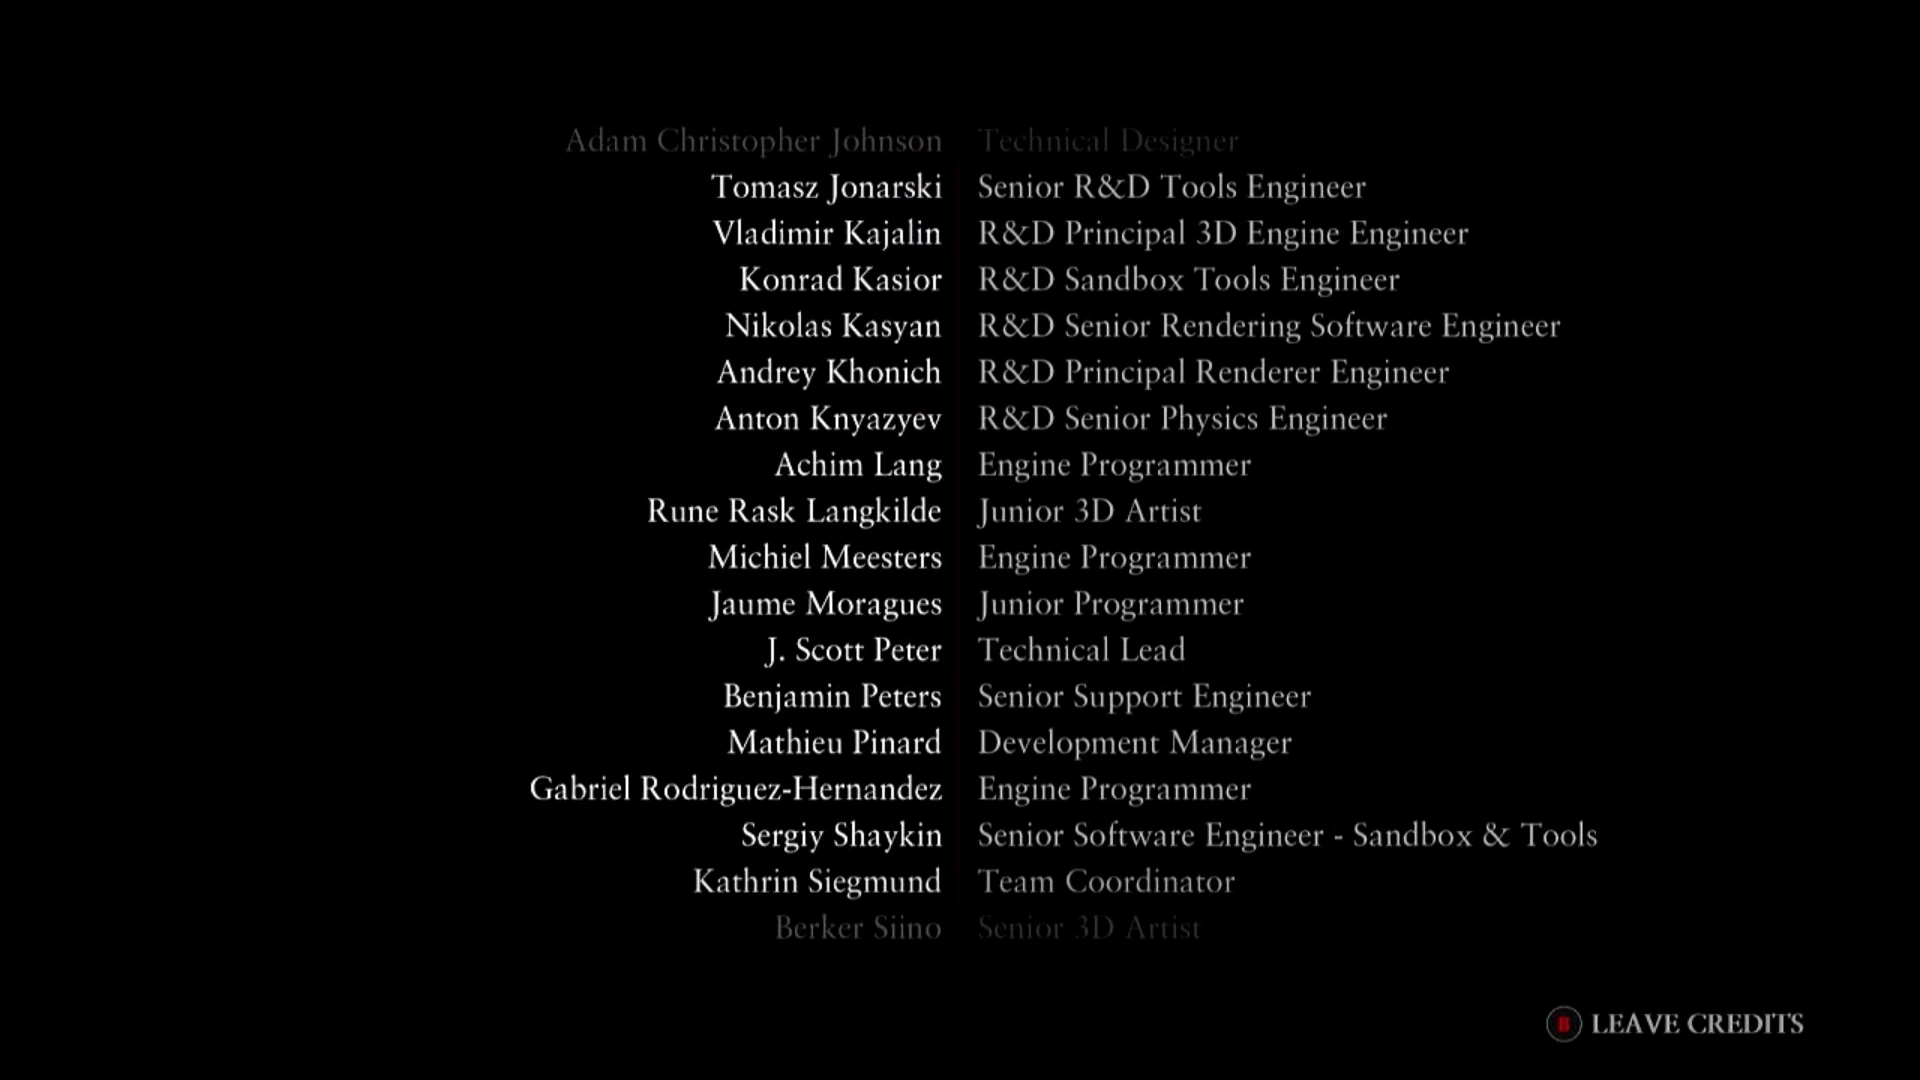 Adam Christopher Johnson Technical Designer
Tomasz Jonarski Senior R&D Tools Engineer
Vladimir Kajalin R&D Principal 3D Engine Engineer
Konrad Kasior R&D Sandbox Tools Engineer
Nikolas Kasyan R&D Senior Rendering Software Engineer
Andrey Khonich R&D Principal Renderer Engineer
Anton Knyazyev R&D Senior Physics Engineer
Achim Lang Engine Programmer
Rune Rask Langkilde Junior 3D Artist
Michiel Meesters Engine Programmer
Jaume Moragues Junior Programmer
J. Scott Peter Technical Lead
Benjamin Peters Senior Support Engineer
Mathieu Pinard Development Manager
Gabriel Rodriguez-Hernandez Engine Programmer
Sergiy Shaykin Senior Software Engineer - Sandbox & Tools
Kathrin Siegmund Team Coordinator
Berker Siino Senior 3D Artist
B LEAVE CREDITS